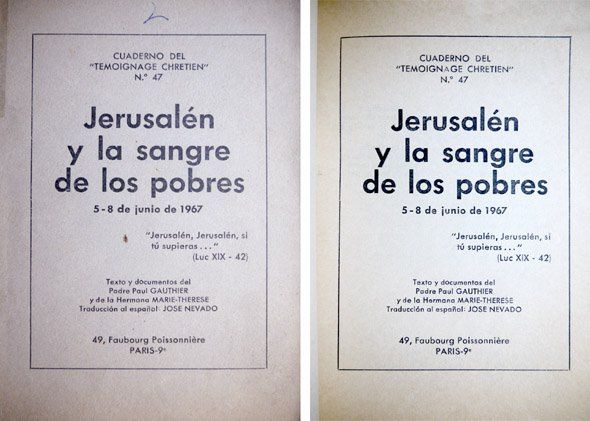 CUADERNO DEL
"TEMOIGNAGE CHRETIEN"
N.º 47
Jerusalén
y la sangre
de los pobres
5-8 de junio de 1967
"Jerusalén, Jerusalén, si
tú supieras..."
(Luc XIX - 42)
Texto y documentos del
Padre Paul GAUTHIER
y de la Hermana MARIE-THERESE
Traducción al español: JOSE NEVADO
49, Faubourg Poissonnière
PARIS-9e
CUADERNO DEL
"TEMOIGNAGE CHRETIEN"
N.º 47
Jerusalén
y la sangre
de los pobres
5-8 de junio de 1967
"Jerusalén, Jerusalén, si
tú supieras..."
(Luc XIX - 42)
Texto y documentos del
Padre Paul GAUTHIER
y de la Hermana MARIE-THERESE
Traducción al español: JOSE NEVADO
49, Faubourg Poissonnière
PARIS-9e